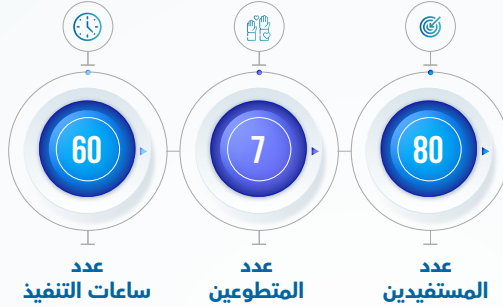 80
عدد
المستفيدين
7
عدد
المتطوعين
60
عدد
ساعات التنفيذ